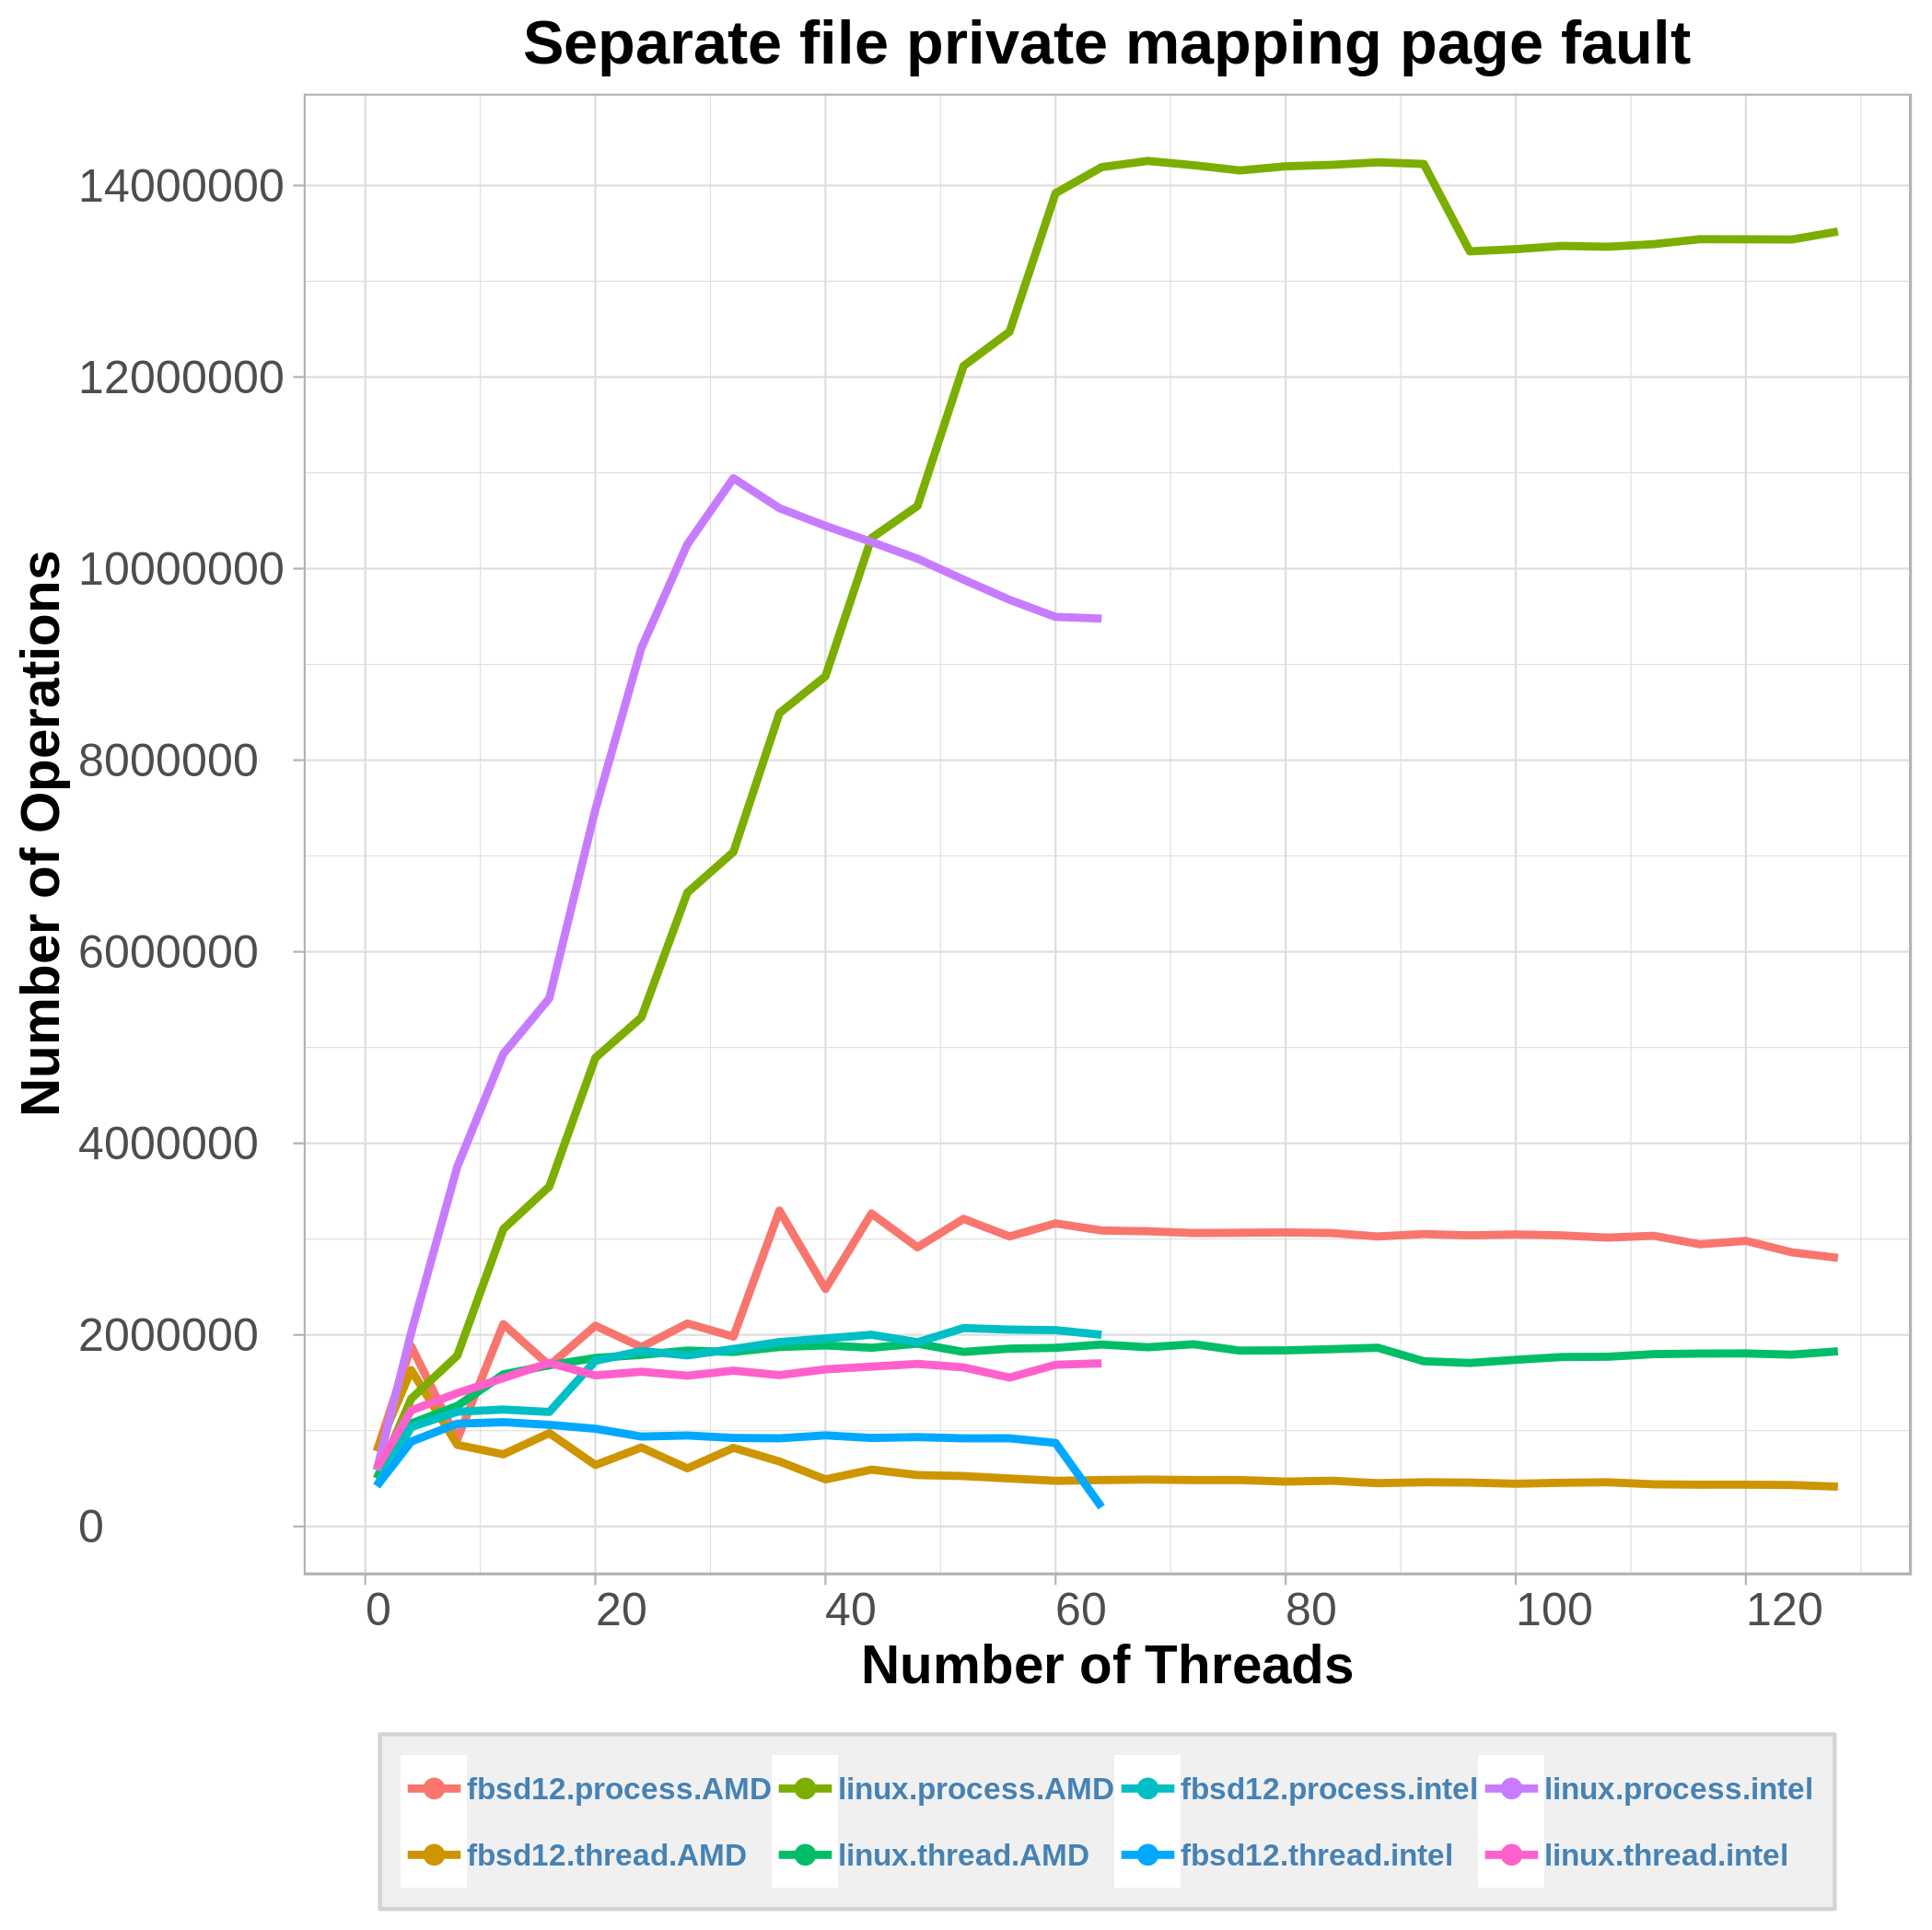 Separate file private mapping page fault
Number of Operations
14000000
12000000
10000000
8000000
6000000
4000000
2000000
0
0 20 40 60 80 100 120
Number of Threads
fbsd12.process.AMD linux.process.AMD fbsd12.process.intel linux.process.intel
fbsd12.thread.AMD linux.thread.AMD fbsd12.thread.intel linux.thread.intel